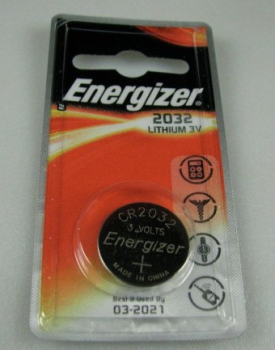 Energizer
2032
LITHIUM 3V
CR2032
3 VOLTS
Energizer
+
MADE IN CHINA
Best if Used By
03-2021